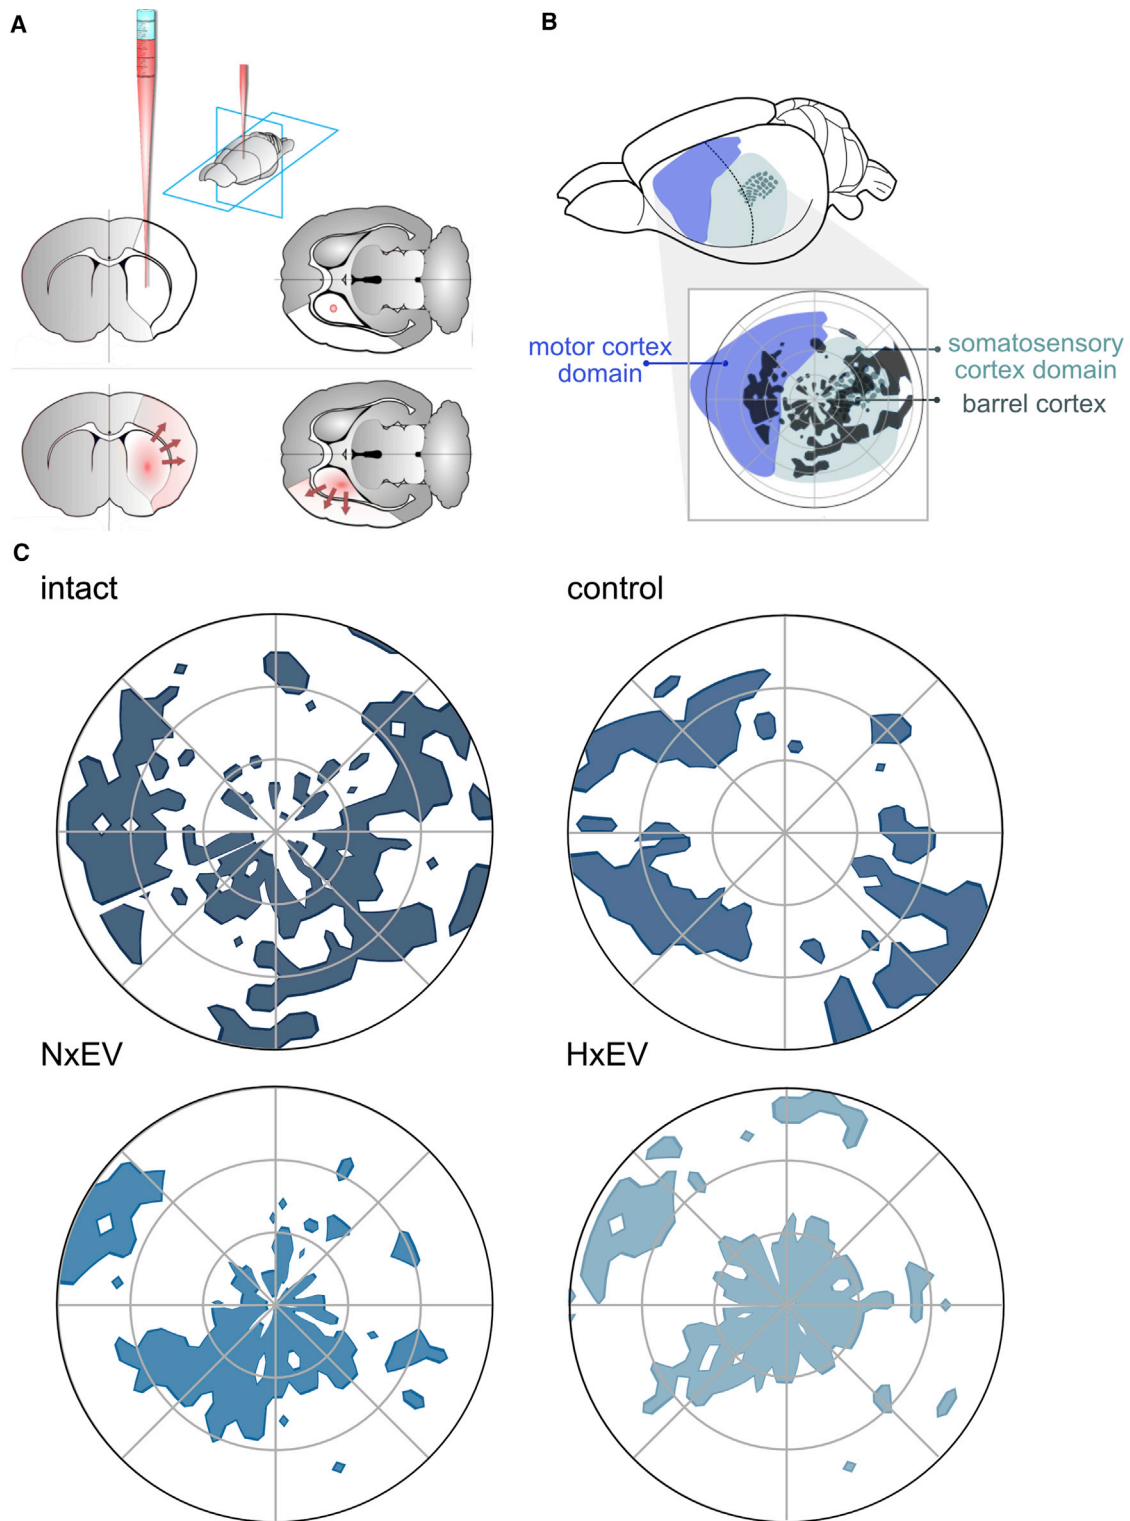 A
B
motor cortex
domain
somatosensory
cortex domain
barrel cortex
C
intact
control
NxEV
HxEV